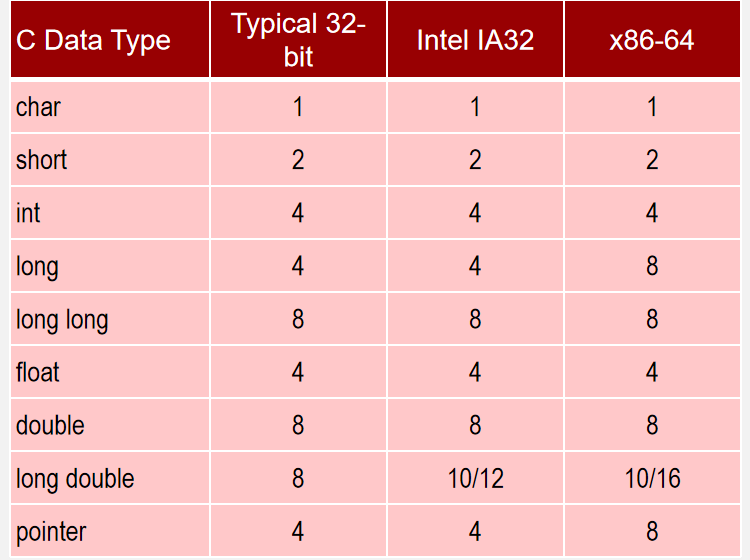 C Data Type Typical 32-
bit Intel IA32 x86-64
char 1 1 1
short 2 2 2
int 4 4 4
long 4 4 8
long long 8 8 8
float 4 4 4
double 8 8 8
long double 8 10/12 10/16
pointer 4 4 8